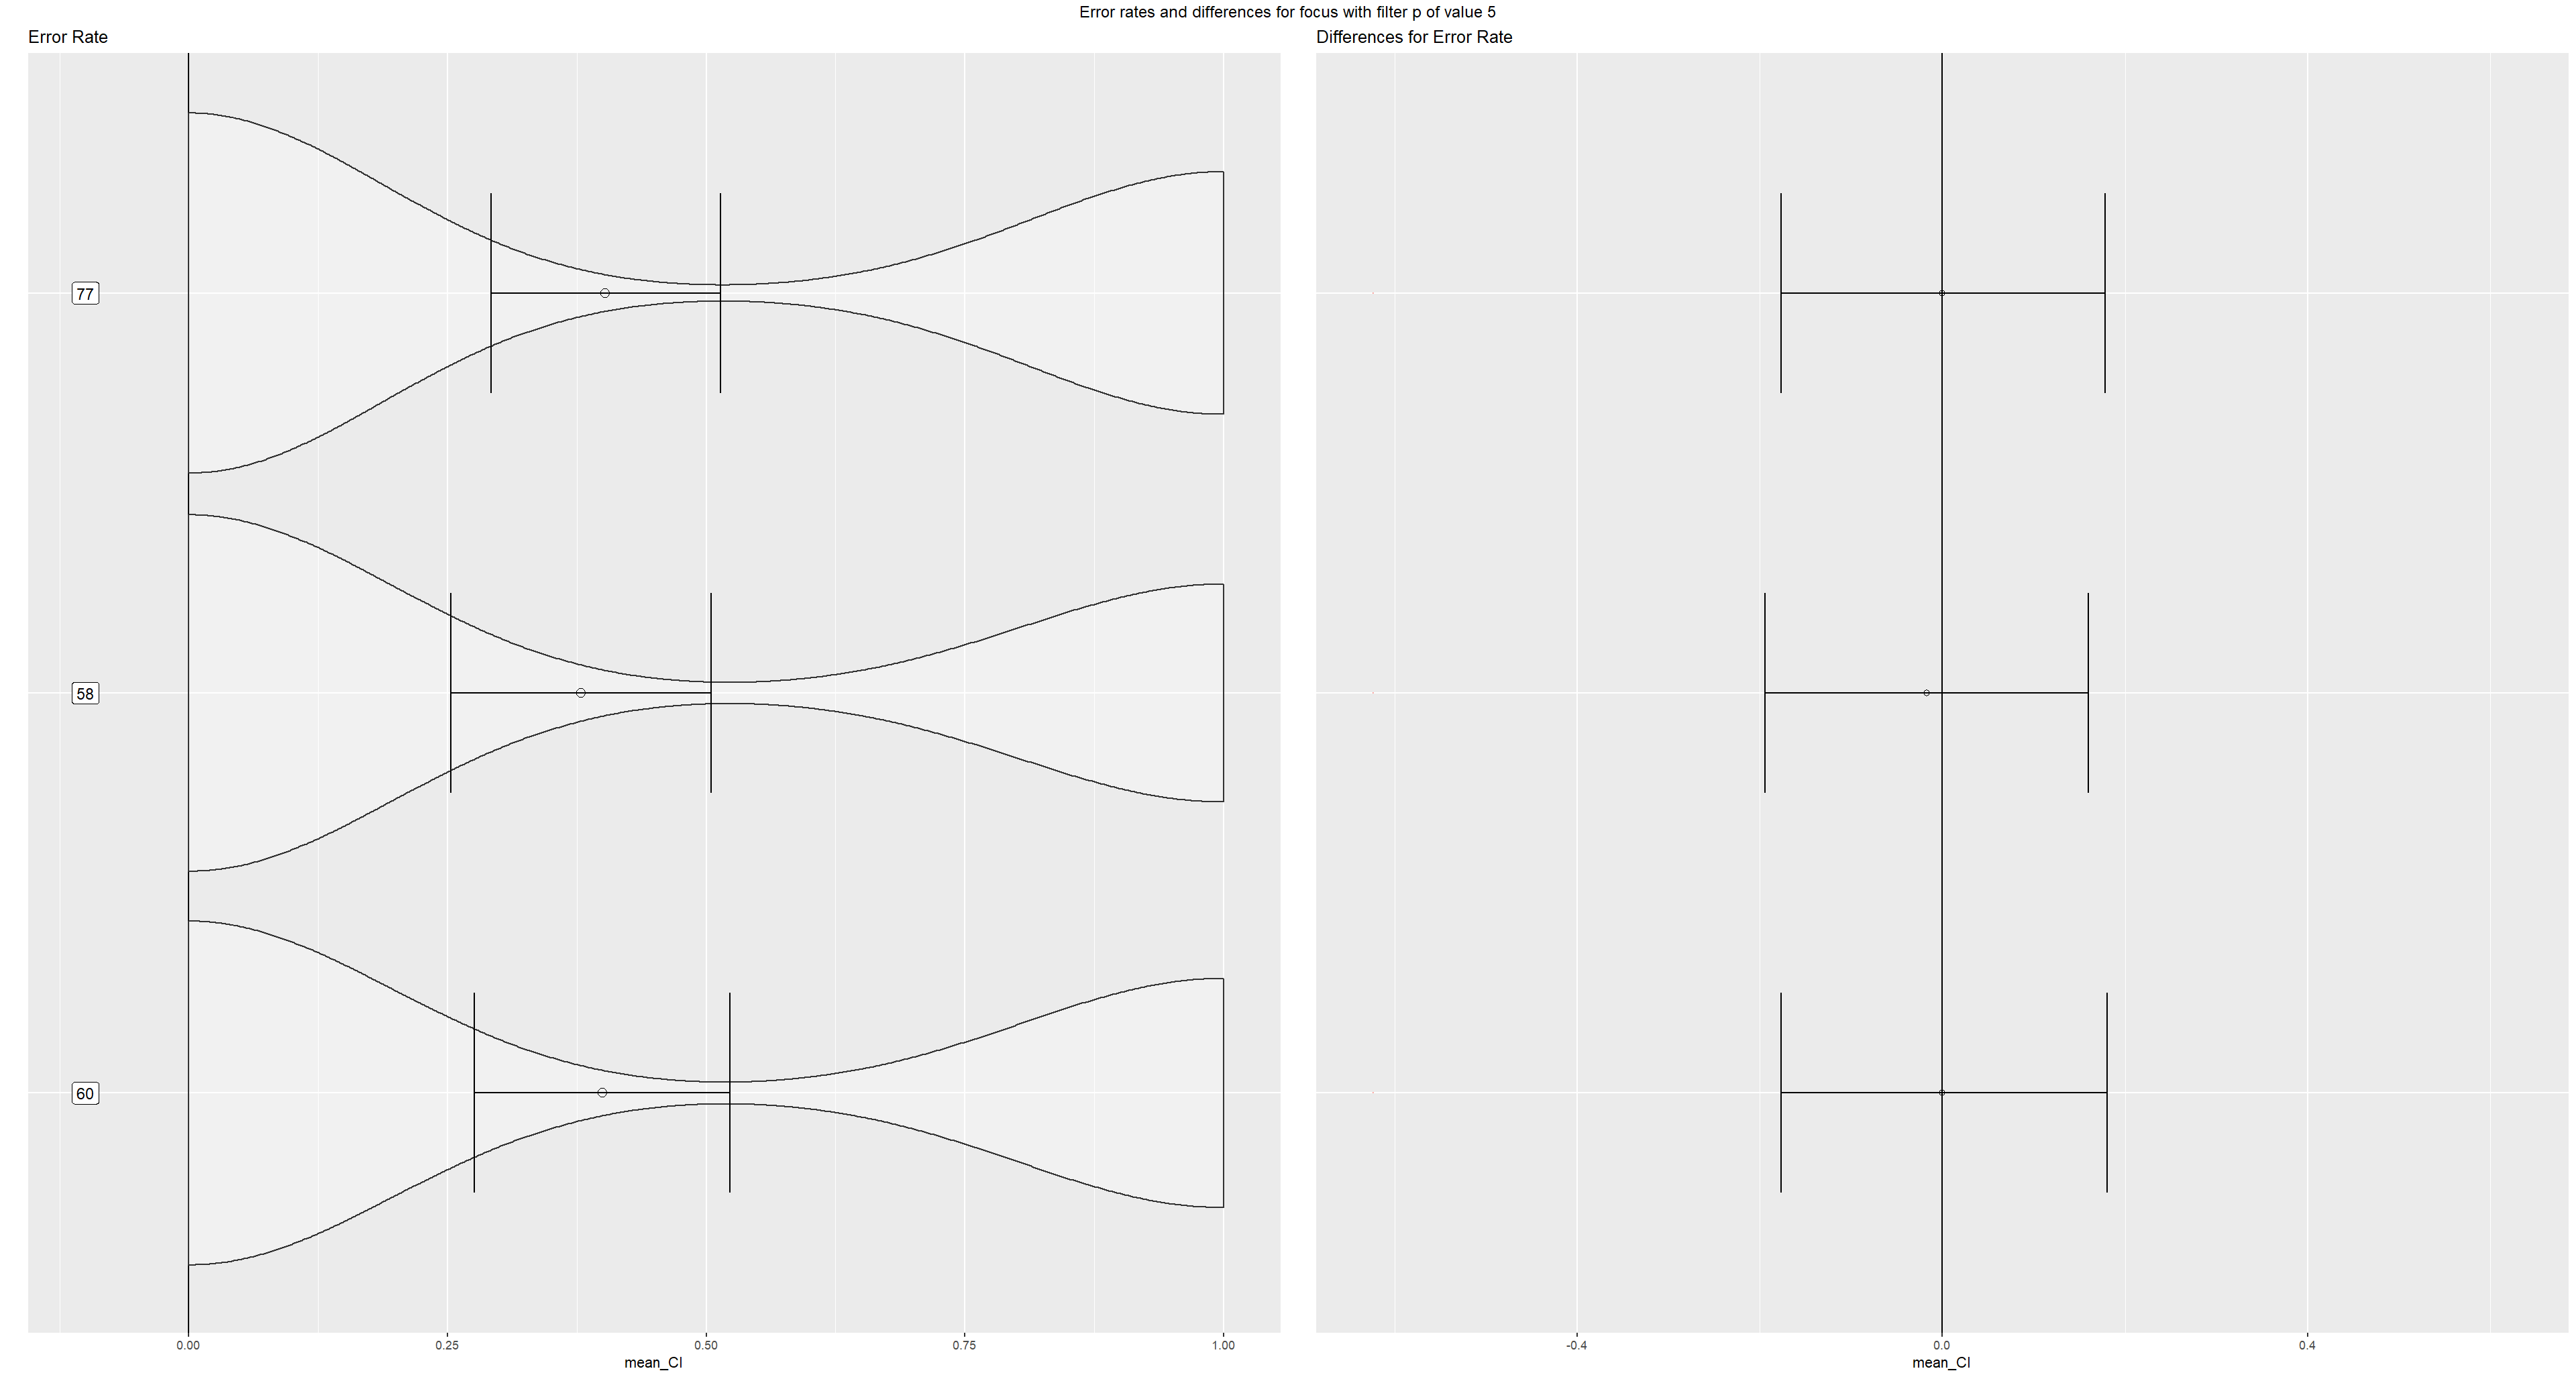 Error rates and differences for focus with filter p of value 5
Error Rate
77
58
60
0.00 0.25 0.50 0.75 1.00
mean_CI
Differences for Error Rate
-0.4 0.0 0.4
mean_CI